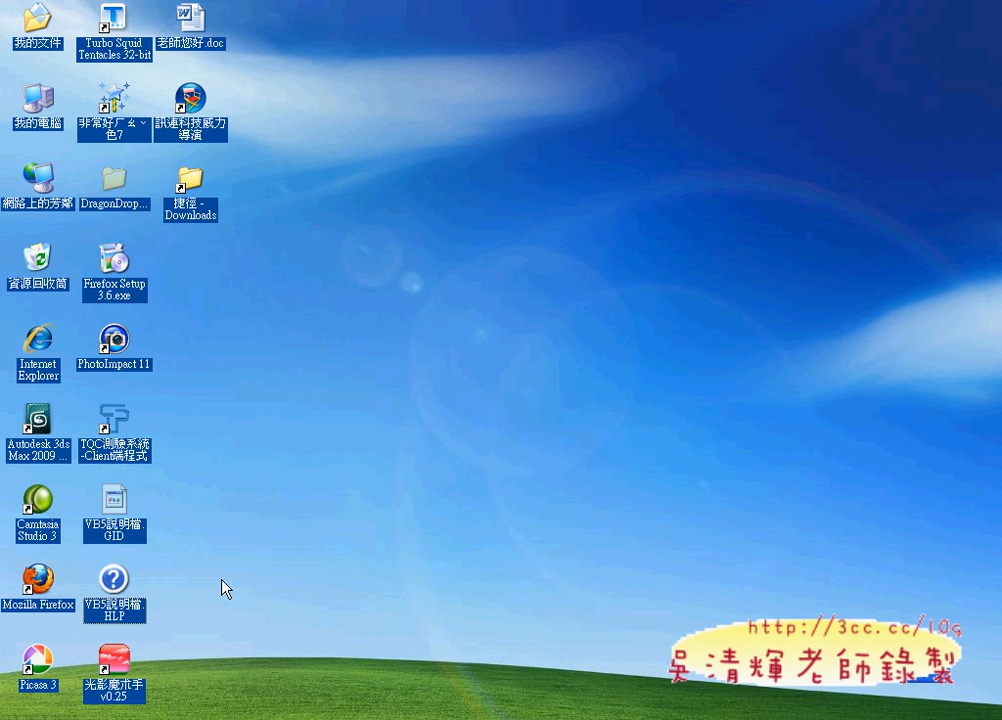 我的文件
Turbo Squid
Tentacles 32-bit
老師您好.doc
我的電腦
非常好ㄏㄠˇ
色7
訊連科技威力
導演
網路上的芳鄰
DragonDrop...
捷徑 -
Downloads
資源回收筒
Firefox Setup
3.6.exe
Internet
Explorer
PhotoImpact 11
Autodesk 3ds
Max 2009 ...
TQC測驗系統
-Client端程式
Camtasia
Studio 3
VB5說明檔.
GID
Mozilla Firefox
VB5說明檔.
HLP
Picasa 3
光影魔术手
v0.25
http://3cc.cc/10q
吳清輝老師錄製